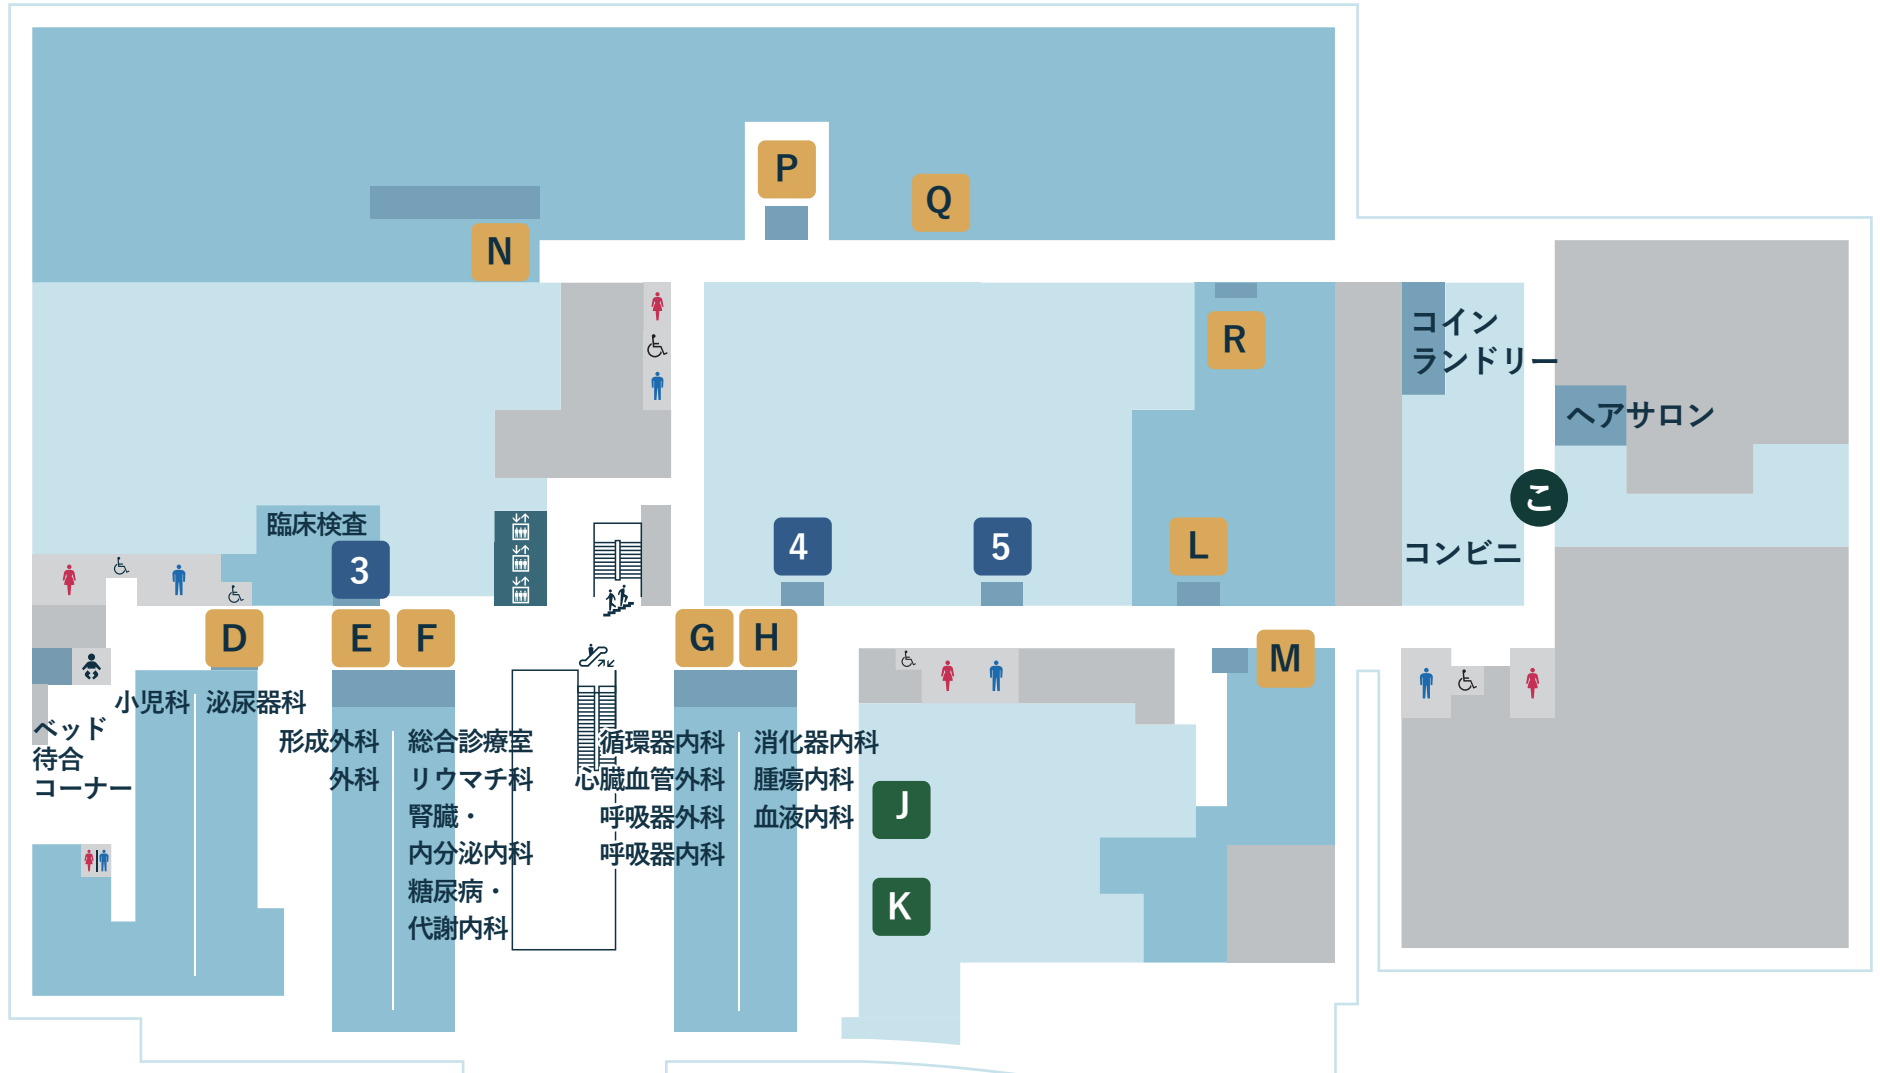 P
Q
N
R
コイン
ランドリー
ヘアサロン
こ
臨床検査
3
4
5
L
コンビニ
D
E
F
G
H
M
小児科
泌尿器科
ベッド
待合
コーナー
形成外科
外科
総合診療室
リウマチ科
腎臓・
内分泌内科
糖尿病・
代謝内科
循環器内科
心臓血管外科
呼吸器外科
呼吸器内科
消化器内科
腫瘍内科
血液内科
J
K